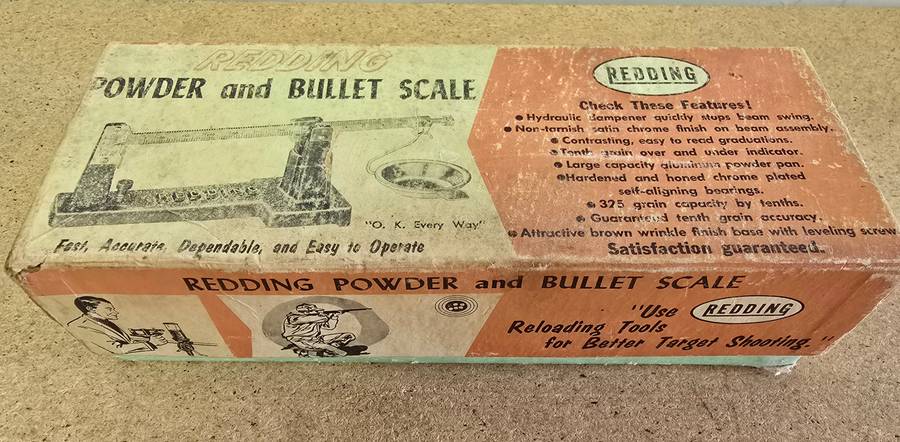 REDDING
POWDER and BULLET SCALE
REDDING
"O. K. Every Way"
Fast, Accurate, Dependable, and Easy to Operate
REDDING
Check These Features!
• Hydraulic dampener quickly stops beam swing.
• Non-tarnish satin chrome finish on beam assembly.
• Contrasting, easy to read graduations.
• Tenth grain over and under indicator.
• Large capacity aluminum powder pan.
• Hardened and honed chrome plated
self-aligning bearings.
• 325 grain capacity by tenths.
• Guaranteed tenth grain accuracy.
• Attractive brown wrinkle finish base with leveling screw
Satisfaction guaranteed.
REDDING POWDER and BULLET SCALE
"Use REDDING
Reloading Tools
for Better Target Shooting."